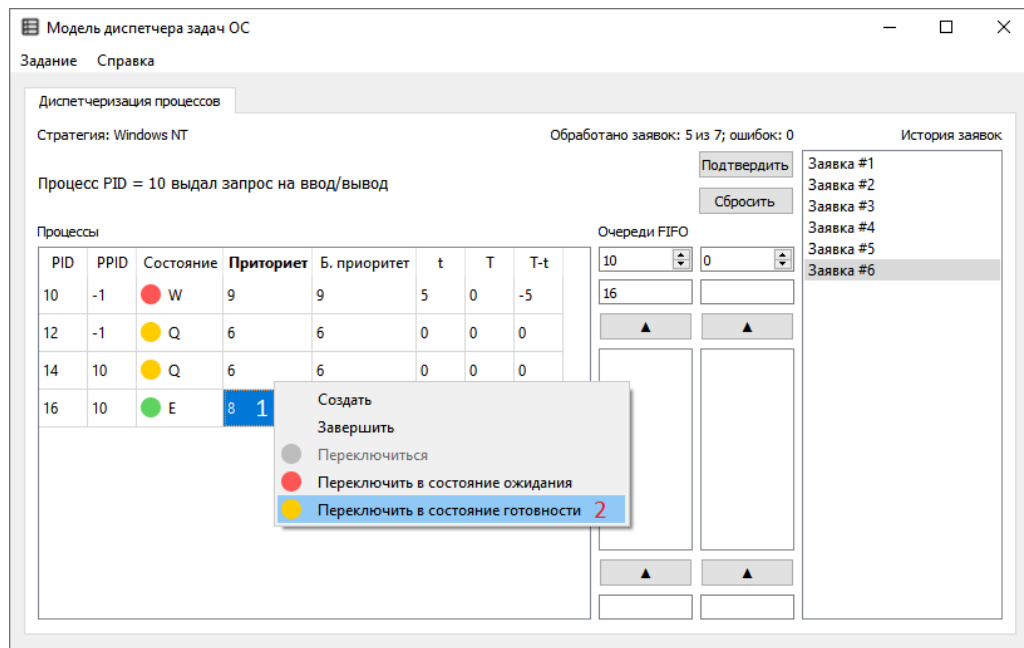 Модель диспетчера задач ОС
Задание Справка
Диспетчеризация процессов
Стратегия: Windows NT Обработано заявок: 5 из 7; ошибок: 0 История заявок
Процесс PID = 10 выдал запрос на ввод/вывод
Подтвердить
Сбросить
Заявка #1
Заявка #2
Заявка #3
Заявка #4
Заявка #5
Заявка #6
Процессы
PID PPID Состояние Приториет Б. приоритет t T T-t
10 -1 W 9 9 5 0 -5
12 -1 Q 6 6 0 0 0
14 10 Q 6 6 0 0 0
16 10 E 8 1
Создать
Завершить
Переключиться
Переключить в состояние ожидания
Переключить в состояние готовности 2
Очереди FIFO
10 0
16